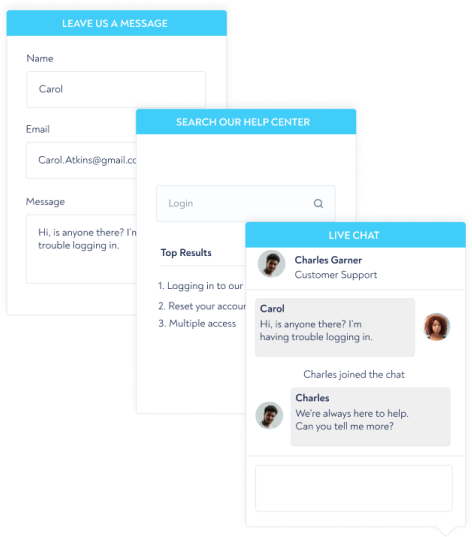 LEAVE US A MESSAGE
Name
Carol
Email
Carol.Atkins@gmail.co
Message
Hi, is anyone there? I'm
trouble logging in.
SEARCH OUR HELP CENTER
Login
Top Results
1. Logging in to our
2. Reset your accour
3. Multiple access
LIVE CHAT
Charles Garner
Customer Support
Carol
Hi, is anyone there? I'm
having trouble logging in.
Charles joined the chat
Charles
We're always here to help.
Can you tell me more?